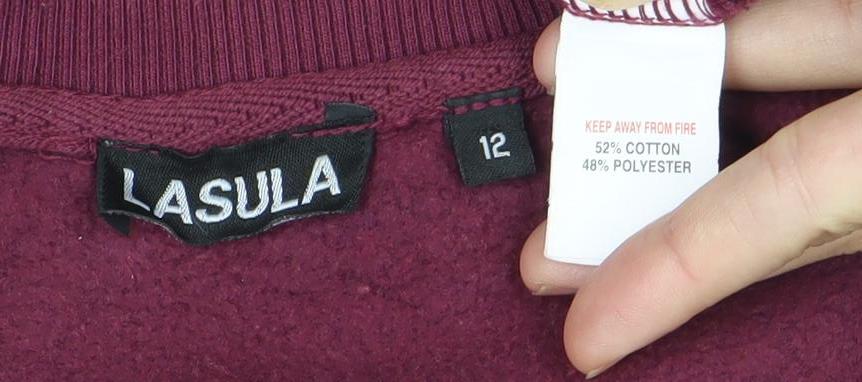 LASULA
12
KEEP AWAY FROM FIRE
52% COTTON
48% POLYESTER